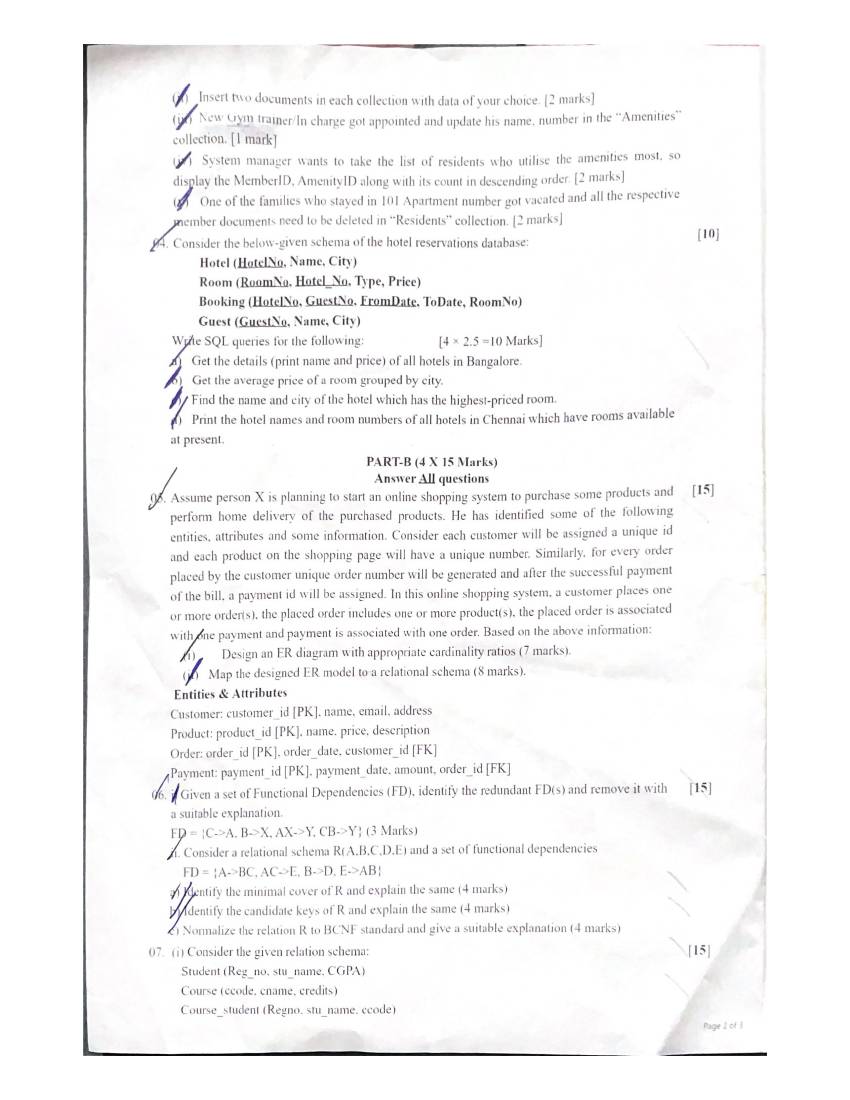 (ii) Insert two documents in each collection with data of your choice. [2 marks]
(iii) New Gym trainer/In charge got appointed and update his name, number in the "Amenities"
collection. [1 mark]
(iv) System manager wants to take the list of residents who utilise the amenities most, so
display the MemberID, AmenityID along with its count in descending order. [2 marks]
(v) One of the families who stayed in 101 Apartment number got vacated and all the respective
member documents need to be deleted in "Residents" collection. [2 marks]
04. Consider the below-given schema of the hotel reservations database: [10]
Hotel (HotelNo, Name, City)
Room (RoomNo, Hotel_No, Type, Price)
Booking (HotelNo, GuestNo, FromDate, ToDate, RoomNo)
Guest (GuestNo, Name, City)
Write SQL queries for the following: [4 × 2.5 =10 Marks]
a) Get the details (print name and price) of all hotels in Bangalore.
b) Get the average price of a room grouped by city.
c) Find the name and city of the hotel which has the highest-priced room.
d) Print the hotel names and room numbers of all hotels in Chennai which have rooms available
at present.
PART-B (4 X 15 Marks)
Answer All questions
05. Assume person X is planning to start an online shopping system to purchase some products and [15]
perform home delivery of the purchased products. He has identified some of the following
entities, attributes and some information. Consider each customer will be assigned a unique id
and each product on the shopping page will have a unique number. Similarly, for every order
placed by the customer unique order number will be generated and after the successful payment
of the bill, a payment id will be assigned. In this online shopping system, a customer places one
or more order(s), the placed order includes one or more product(s), the placed order is associated
with one payment and payment is associated with one order. Based on the above information:
(i) Design an ER diagram with appropriate cardinality ratios (7 marks).
(ii) Map the designed ER model to a relational schema (8 marks).
Entities & Attributes
Customer: customer_id [PK], name, email, address
Product: product_id [PK], name, price, description
Order: order_id [PK], order_date, customer_id [FK]
Payment: payment_id [PK], payment_date, amount, order_id [FK]
06. i. Given a set of Functional Dependencies (FD), identify the redundant FD(s) and remove it with [15]
a suitable explanation.
FD = {C->A, B->X, AX->Y, CB->Y} (3 Marks)
ii. Consider a relational schema R(A,B,C,D,E) and a set of functional dependencies
FD = {A->BC, AC->E, B->D, E->AB}
a) Identify the minimal cover of R and explain the same (4 marks)
b) Identify the candidate keys of R and explain the same (4 marks)
c) Normalize the relation R to BCNF standard and give a suitable explanation (4 marks)
07. (i) Consider the given relation schema: [15]
Student (Reg_no, stu_name, CGPA)
Course (ccode, cname, credits)
Course_student (Regno, stu_name, ccode)
Page 2 of 3